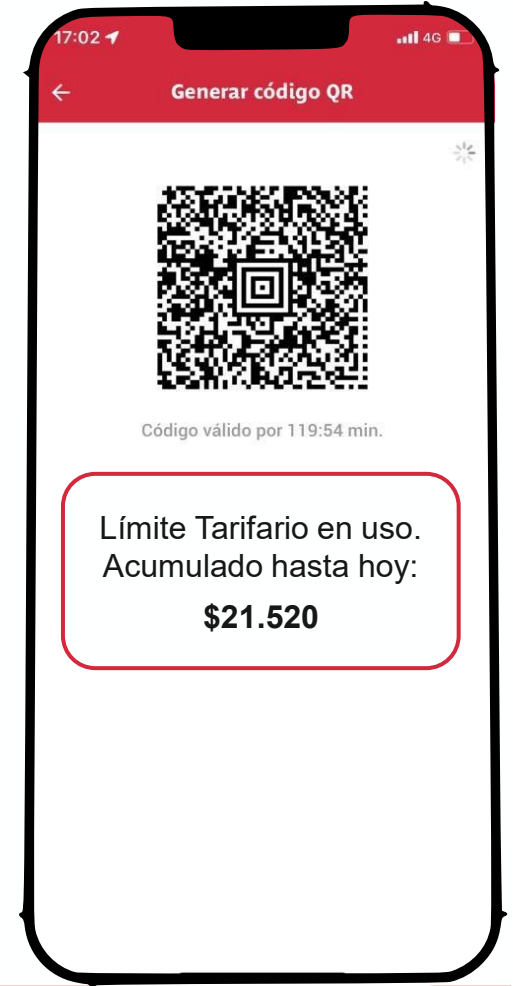 17:02
4G
Generar código QR
Código válido por 119:54 min.
Límite Tarifario en uso.
Acumulado hasta hoy:
$21.520